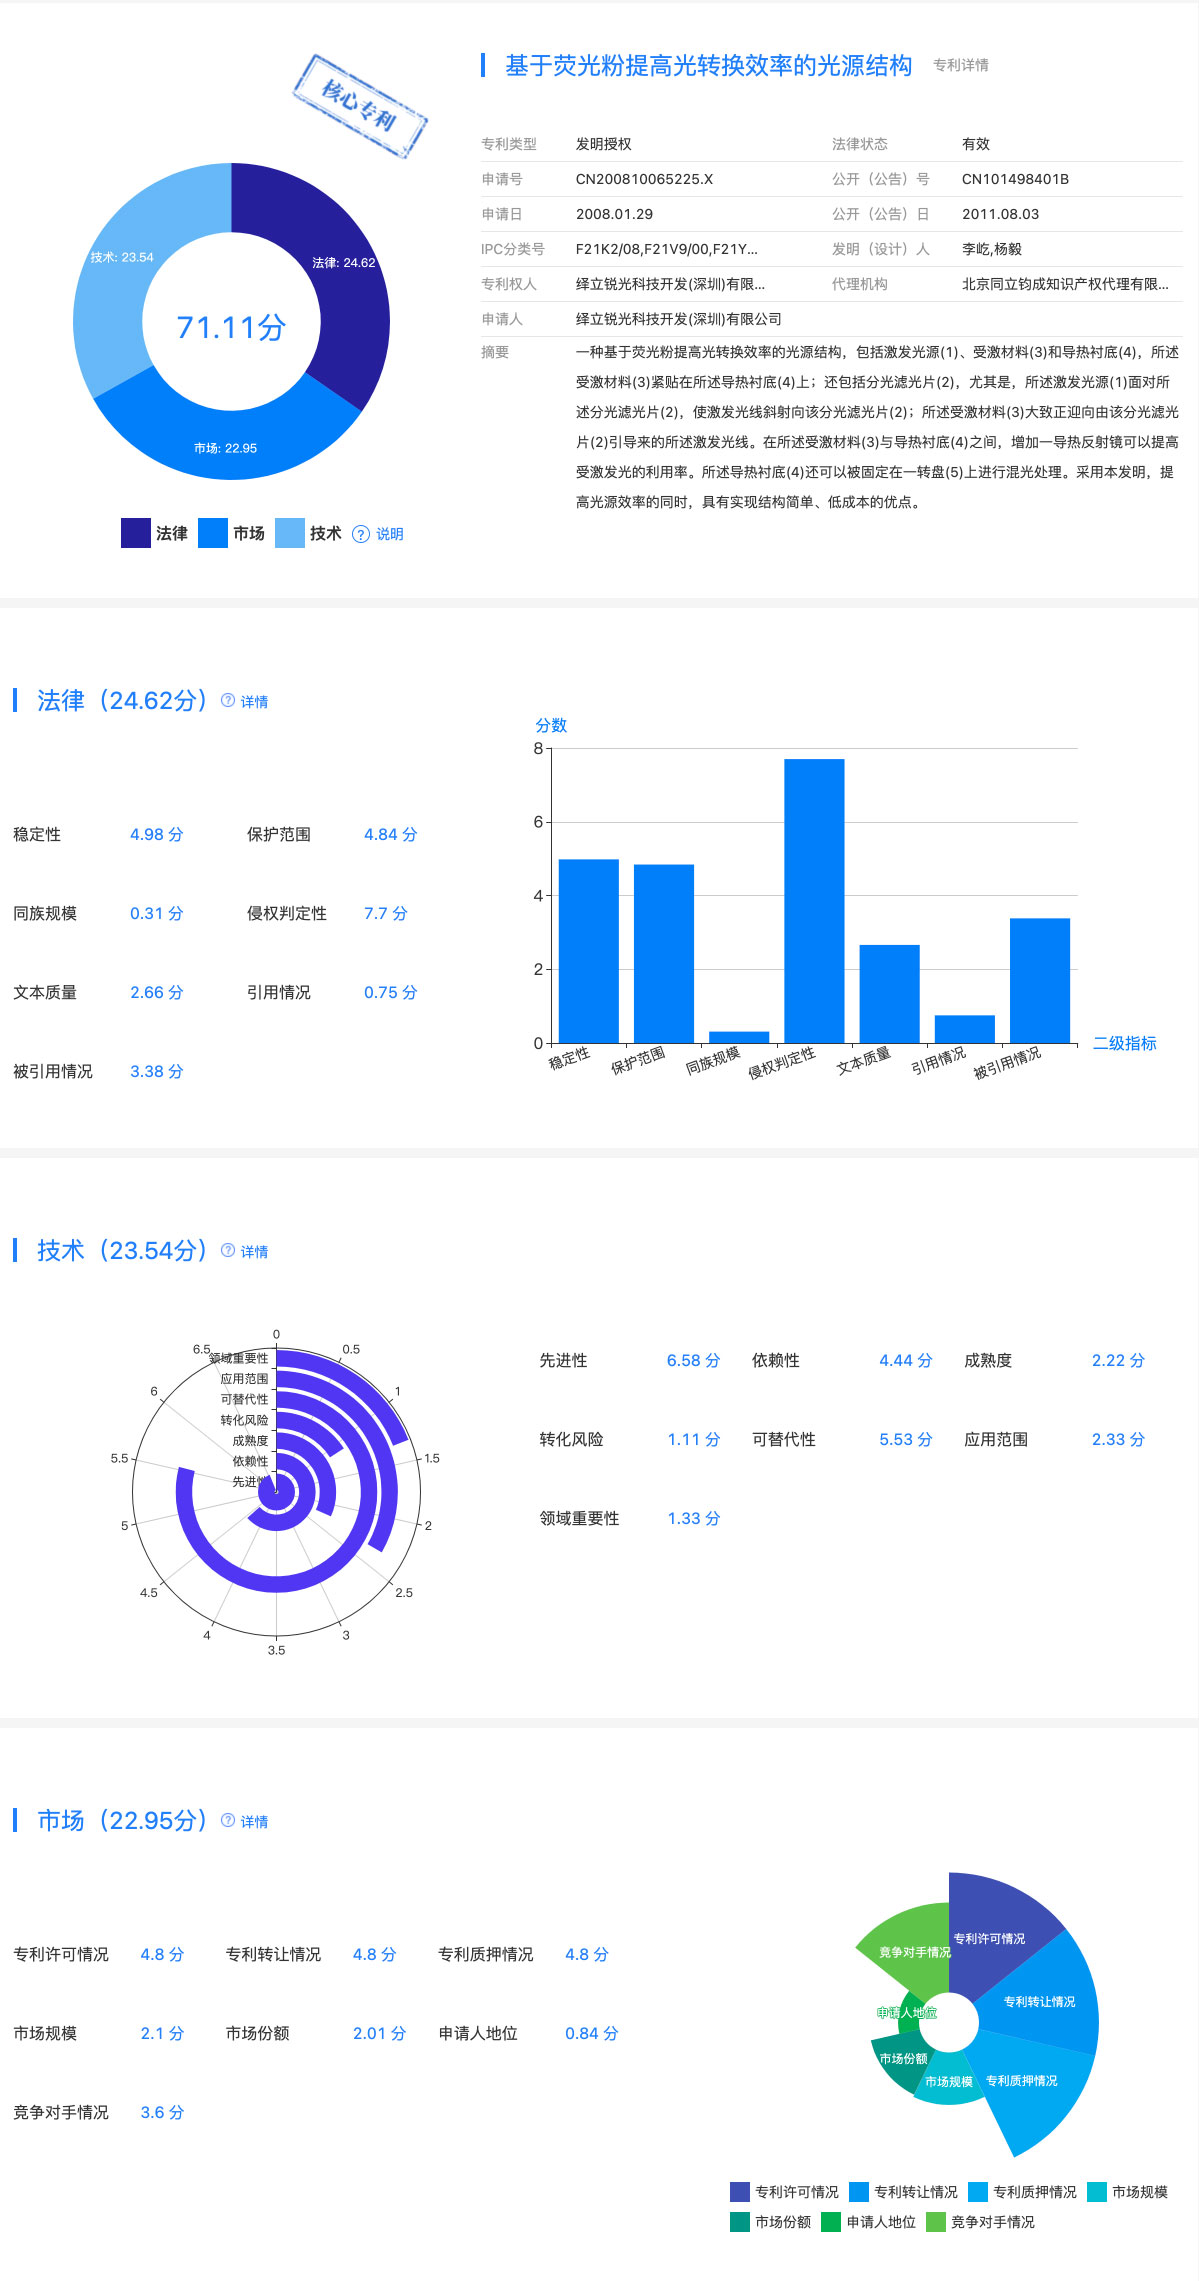 核心专利
基于荧光粉提高光转换效率的光源结构 专利详情
专利类型 发明授权 法律状态 有效
申请号 CN200810065225.X 公开（公告）号 CN101498401B
申请日 2008.01.29 公开（公告）日 2011.08.03
IPC分类号 F21K2/08,F21V9/00,F21Y... 发明（设计）人 李屹,杨毅
专利权人 绎立锐光科技开发(深圳)有限... 代理机构 北京同立钧成知识产权代理有限...
申请人 绎立锐光科技开发(深圳)有限公司
摘要 一种基于荧光粉提高光转换效率的光源结构，包括激发光源(1)、受激材料(3)和导热衬底(4)，所述
受激材料(3)紧贴在所述导热衬底(4)上；还包括分光滤光片(2)，尤其是，所述激发光源(1)面对所
述分光滤光片(2)，使激发光线斜射向该分光滤光片(2)；所述受激材料(3)大致正迎向由该分光滤光
片(2)引导来的所述激发光线。在所述受激材料(3)与导热衬底(4)之间，增加一导热反射镜可以提高
受激发光的利用率。所述导热衬底(4)还可以被固定在一转盘(5)上进行混光处理。采用本发明，提
高光源效率的同时，具有实现结构简单、低成本的优点。
技术: 23.54
法律: 24.62
71.11分
市场: 22.95
法律 市场 技术 ? 说明
法律（24.62分） ? 详情
稳定性 4.98 分 保护范围 4.84 分
同族规模 0.31 分 侵权判定性 7.7 分
文本质量 2.66 分 引用情况 0.75 分
被引用情况 3.38 分
分数
8
6
4
2
0
稳定性 保护范围 同族规模 侵权判定性 文本质量 引用情况 被引用情况
二级指标
技术（23.54分） ? 详情
0
0.5
1
1.5
2
2.5
3
3.5
4
4.5
5
5.5
6
6.5
领域重要性
应用范围
可替代性
转化风险
成熟度
依赖性
先进性
先进性 6.58 分 依赖性 4.44 分 成熟度 2.22 分
转化风险 1.11 分 可替代性 5.53 分 应用范围 2.33 分
领域重要性 1.33 分
市场（22.95分） ? 详情
专利许可情况 4.8 分 专利转让情况 4.8 分 专利质押情况 4.8 分
市场规模 2.1 分 市场份额 2.01 分 申请人地位 0.84 分
竞争对手情况 3.6 分
专利许可情况
竞争对手情况
专利转让情况
申请人地位
市场份额
市场规模
专利质押情况
专利许可情况 专利转让情况 专利质押情况 市场规模
市场份额 申请人地位 竞争对手情况